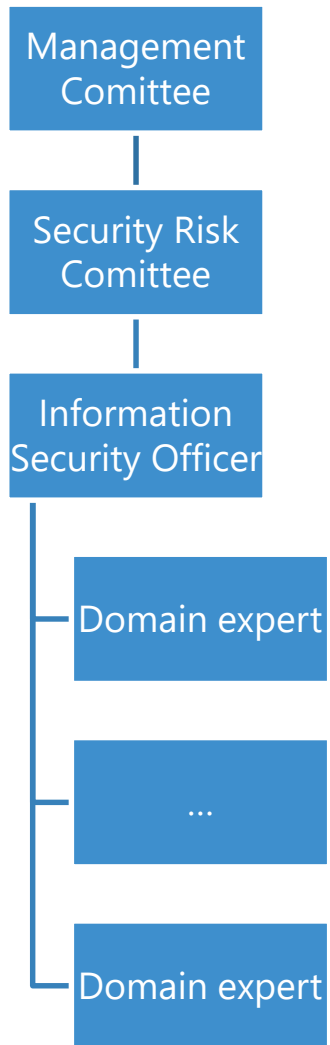 Management
Comittee
Security Risk
Comittee
Information
Security Officer
Domain expert
...
Domain expert